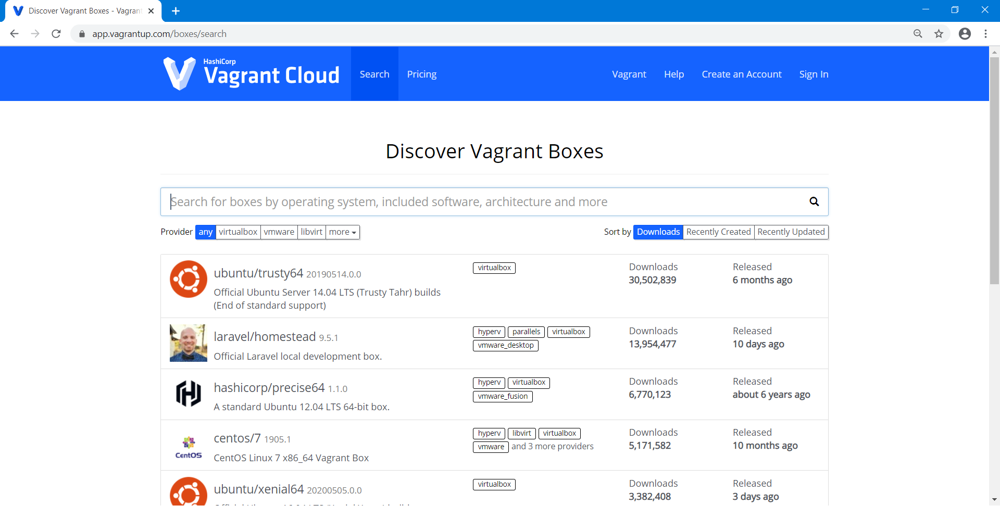 Discover Vagrant Boxes - Vagrant
app.vagrantup.com/boxes/search
HashiCorp
Vagrant Cloud
Search
Pricing
Vagrant
Help
Create an Account
Sign In
Discover Vagrant Boxes
Search for boxes by operating system, included software, architecture and more
Provider any virtualbox vmware libvirt more
Sort by Downloads Recently Created Recently Updated
ubuntu/trusty64 20190514.0.0
Official Ubuntu Server 14.04 LTS (Trusty Tahr) builds
(End of standard support)
virtualbox
Downloads
30,502,839
Released
6 months ago
laravel/homestead 9.5.1
Official Laravel local development box.
hyperv parallels virtualbox
vmware_desktop
Downloads
13,954,477
Released
10 days ago
hashicorp/precise64 1.1.0
A standard Ubuntu 12.04 LTS 64-bit box.
hyperv virtualbox
vmware_fusion
Downloads
6,770,123
Released
about 6 years ago
CentOS
centos/7 1905.1
CentOS Linux 7 x86_64 Vagrant Box
hyperv libvirt virtualbox
vmware and 3 more providers
Downloads
5,171,582
Released
10 months ago
ubuntu/xenial64 20200505.0.0
virtualbox
Downloads
3,382,408
Released
3 days ago